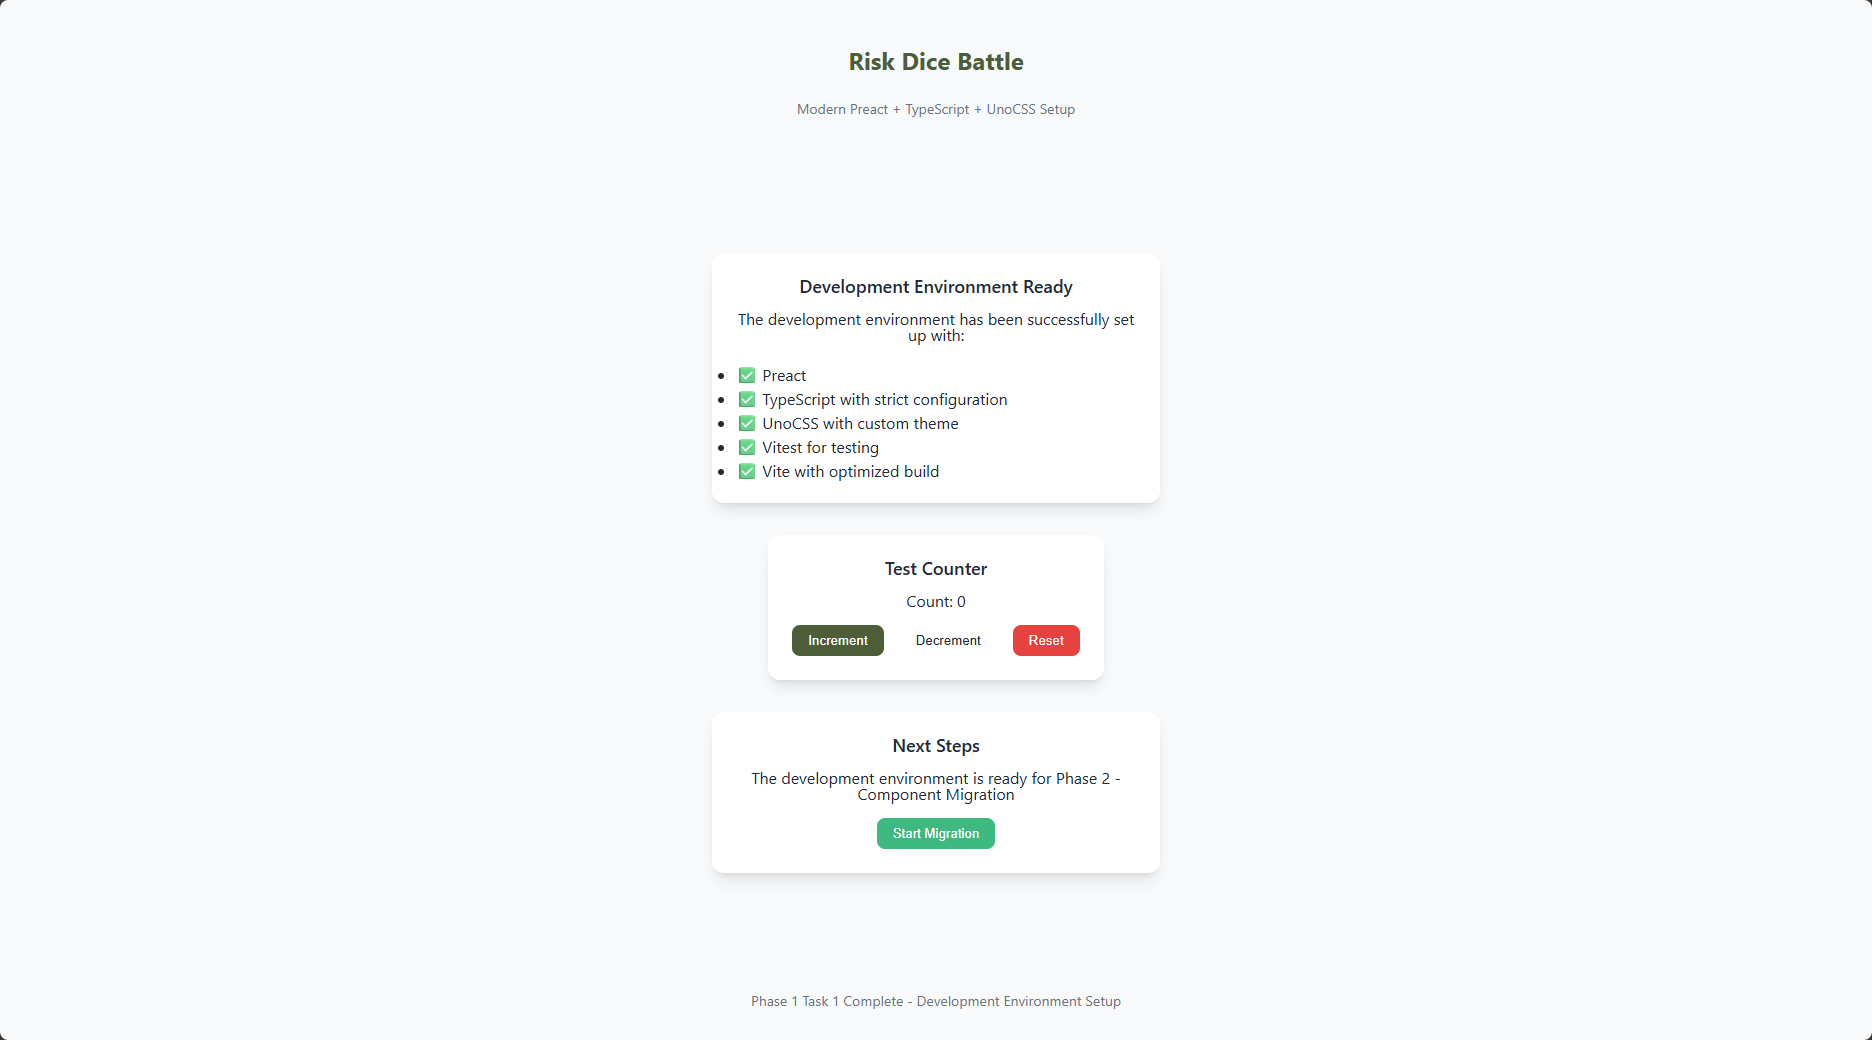 Risk Dice Battle
Modern Preact + TypeScript + UnoCSS Setup
Development Environment Ready
The development environment has been successfully set
up with:
• ✅ Preact
• ✅ TypeScript with strict configuration
• ✅ UnoCSS with custom theme
• ✅ Vitest for testing
• ✅ Vite with optimized build
Test Counter
Count: 0
Increment Decrement Reset
Next Steps
The development environment is ready for Phase 2 -
Component Migration
Start Migration
Phase 1 Task 1 Complete - Development Environment Setup